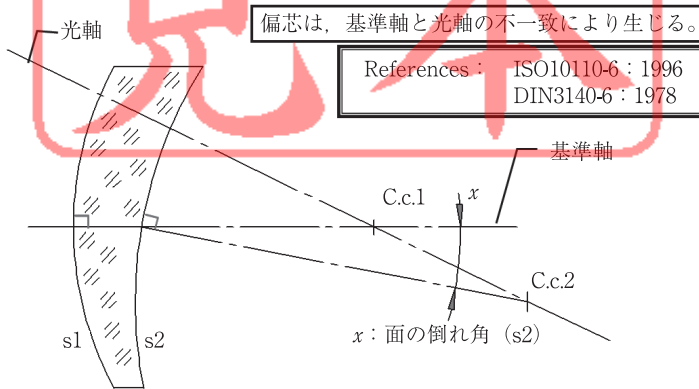 偏芯は，基準軸と光軸の不一致により生じる。
光軸
References： ISO10110-6：1996
DIN3140-6：1978
見本
基準軸
C.c.1
x
C.c.2
s1
s2
x：面の倒れ角（s2）